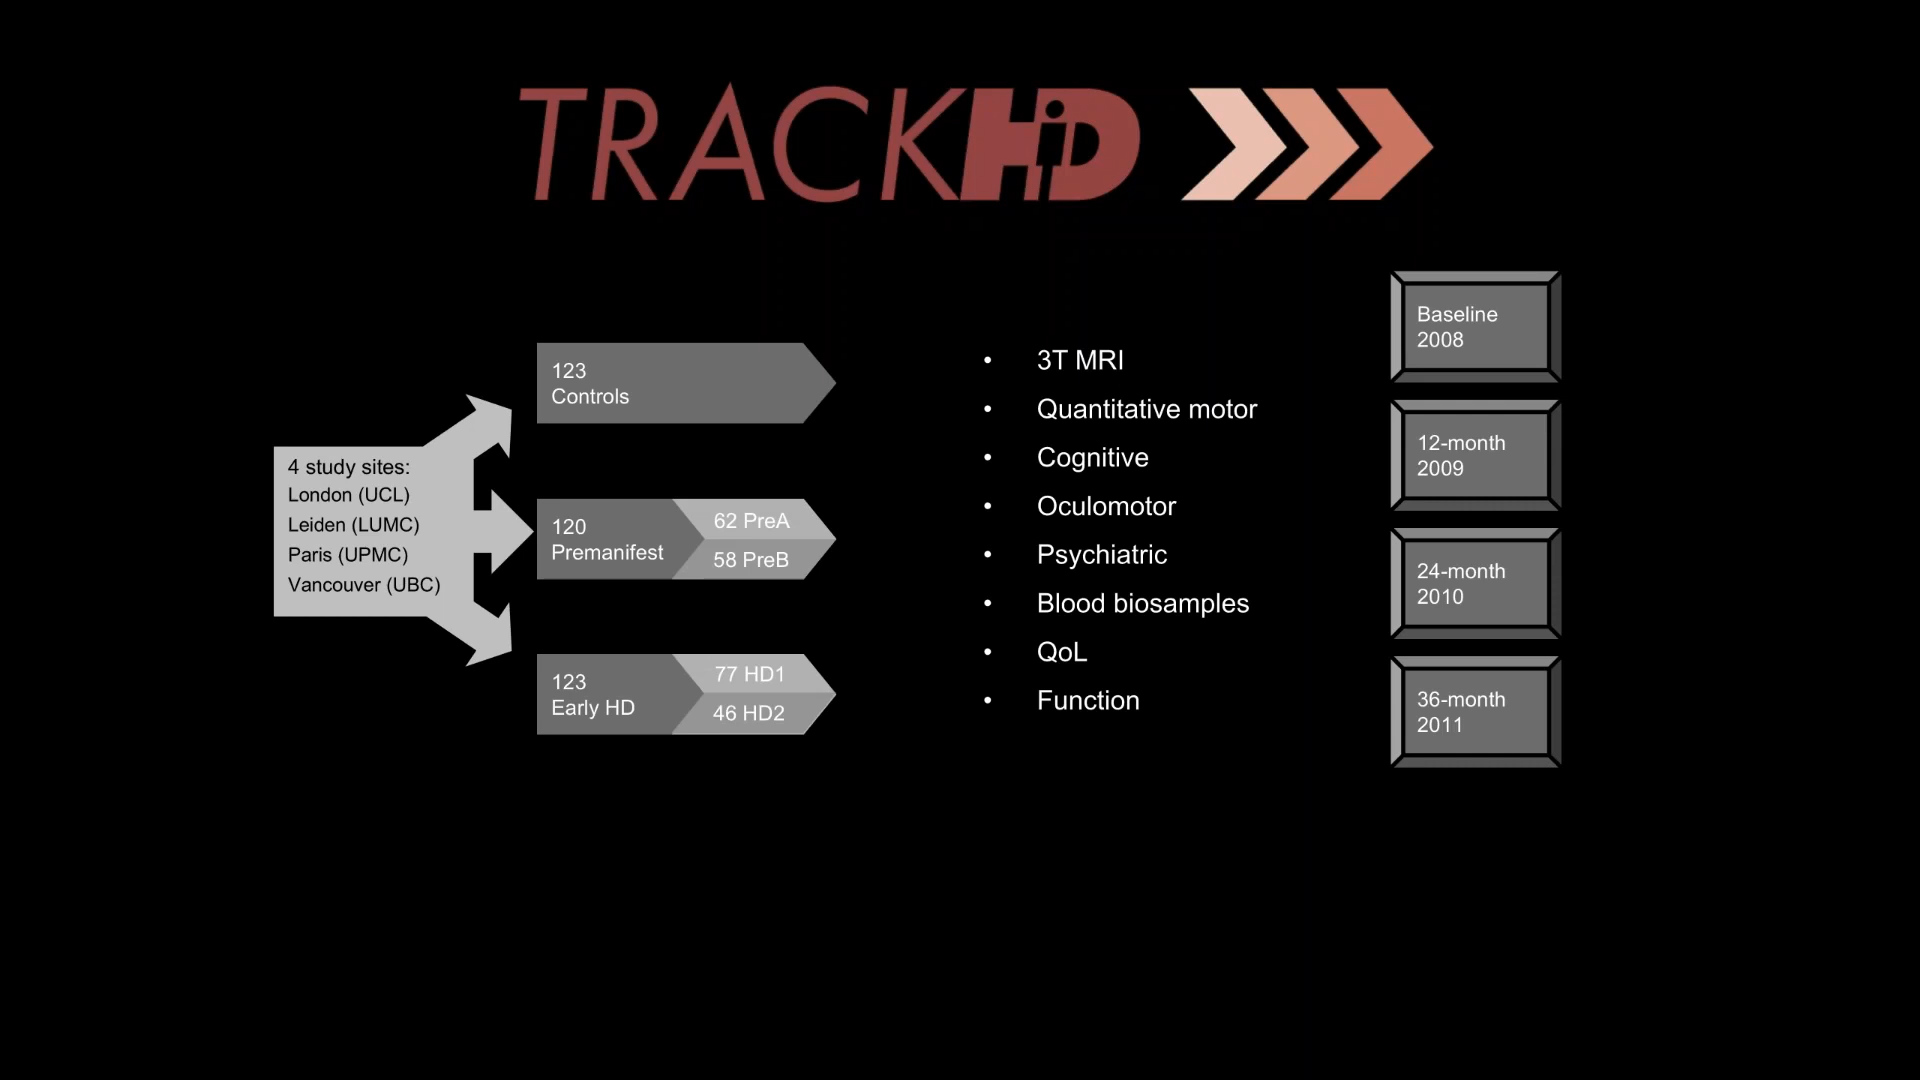 TRACKHD
4 study sites:
London (UCL)
Leiden (LUMC)
Paris (UPMC)
Vancouver (UBC)
123
Controls
120
Premanifest
62 PreA
58 PreB
123
Early HD
77 HD1
46 HD2
• 3T MRI
• Quantitative motor
• Cognitive
• Oculomotor
• Psychiatric
• Blood biosamples
• QoL
• Function
Baseline
2008
12-month
2009
24-month
2010
36-month
2011